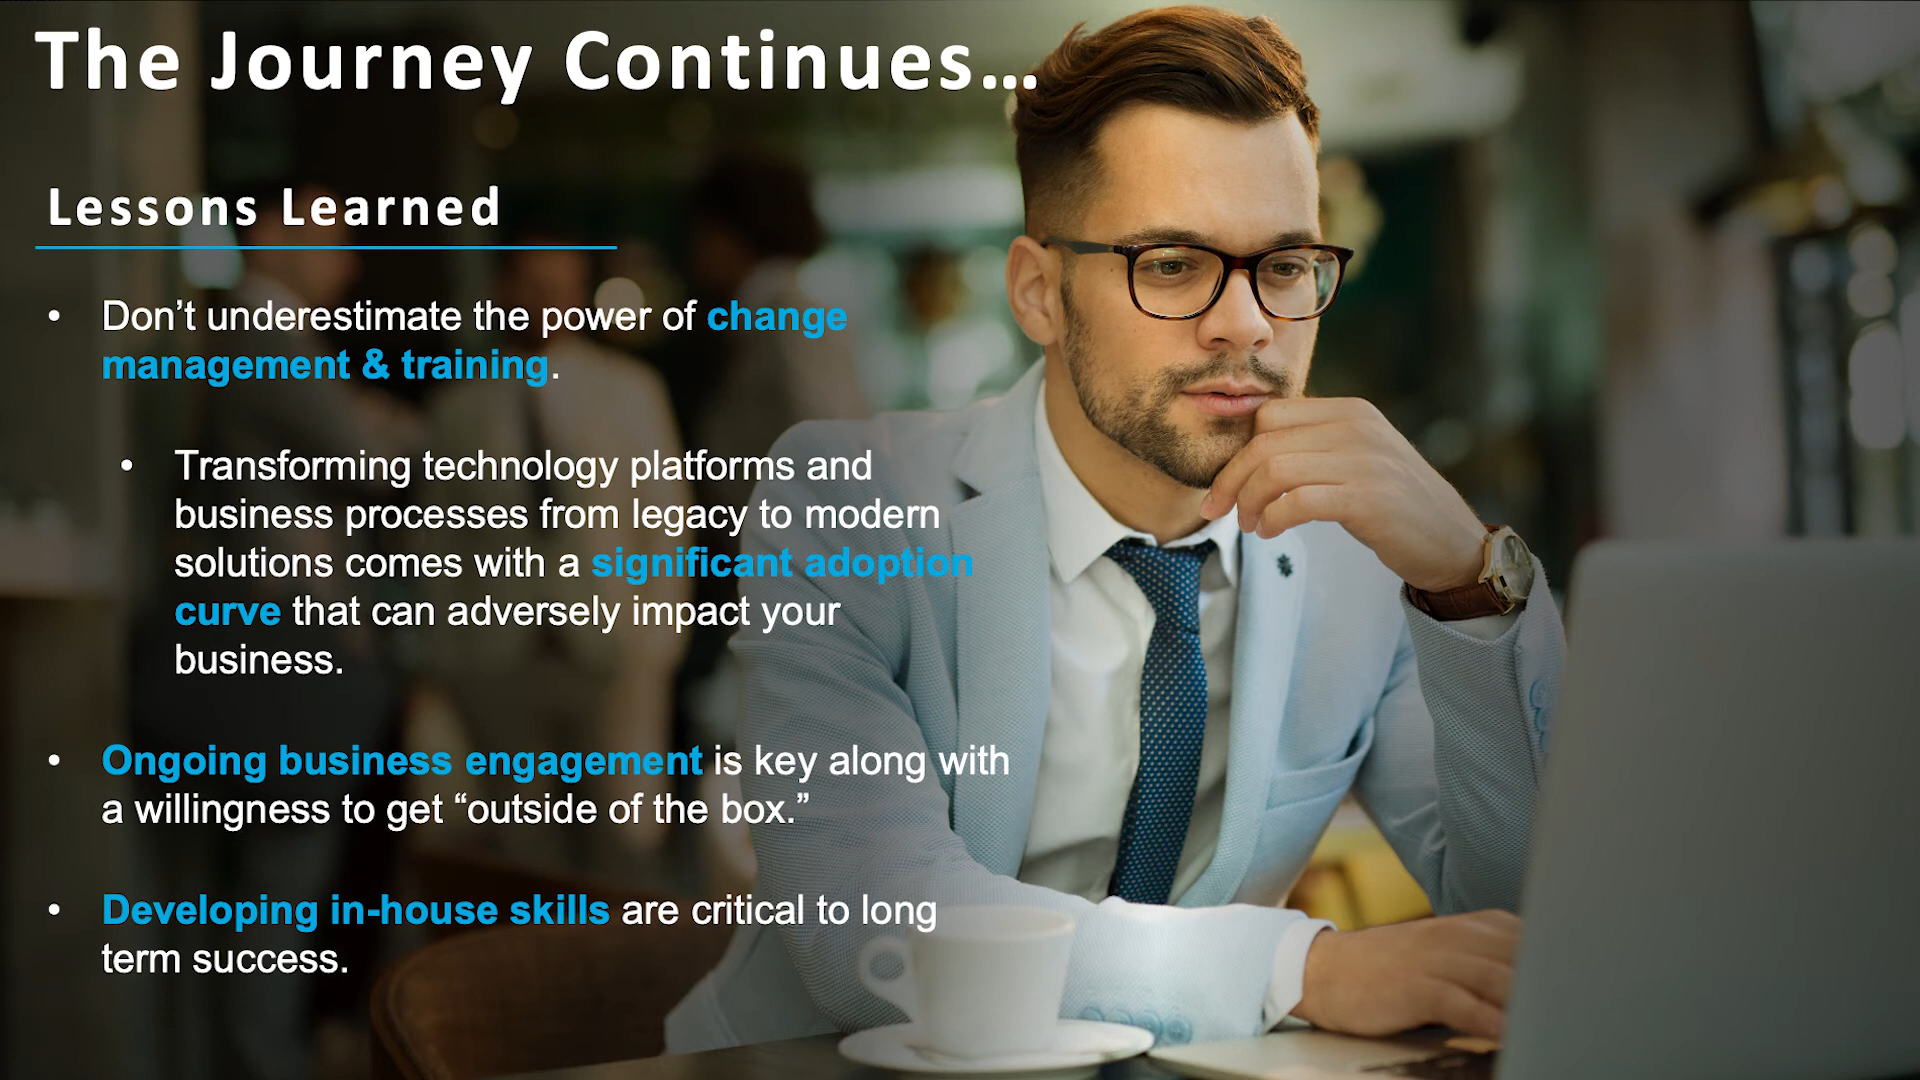 The Journey Continues...
Lessons Learned
• Don’t underestimate the power of change
management & training.
• Transforming technology platforms and
business processes from legacy to modern
solutions comes with a significant adoption
curve that can adversely impact your
business.
• Ongoing business engagement is key along with
a willingness to get “outside of the box.”
• Developing in-house skills are critical to long
term success.